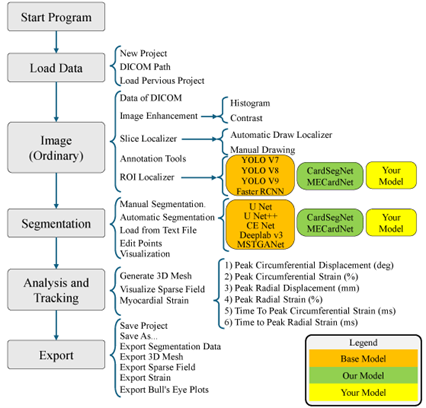 Start Program
Load Data
New Project
DICOM Path
Load Pervious Project
Image
(Ordinary)
Data of DICOM
Image Enhancement
Histogram
Contrast
Slice Localizer
Automatic Draw Localizer
Manual Drawing
Annotation Tools
ROI Localizer
YOLO V7
YOLO V8
YOLO V9
Faster RCNN
CardSegNet
MECardNet
Your
Model
Segmentation
Manual Segmentation.
Automatic Segmentation
Load from Text File
Edit Points
Visualization
U Net
U Net++
CE Net
Deeplab v3
MSTGANet
CardSegNet
MECardNet
Your
Model
Analysis and
Tracking
Generate 3D Mesh
Visualize Sparse Field
Myocardial Strain
1) Peak Circumferential Displacement (deg)
2) Peak Circumferential Strain (%)
3) Peak Radial Displacement (mm)
4) Peak Radial Strain (%)
5) Time To Peak Circumferential Strain (ms)
6) Time to Peak Radial Strain (ms)
Export
Save Project
Save As...
Export Segmentation Data
Export 3D Mesh
Export Sparse Field
Export Strain
Export Bull's Eye Plots
Legend
Base Model
Our Model
Your Model